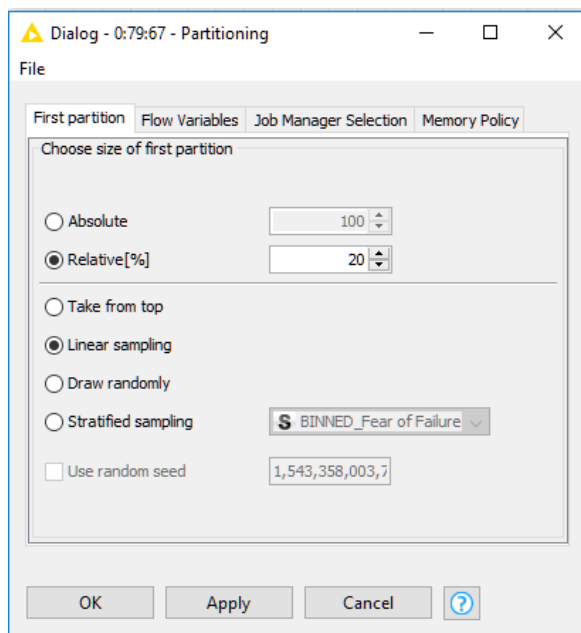 Dialog - 0:79:67 - Partitioning
File
First partition Flow Variables Job Manager Selection Memory Policy
Choose size of first partition
Absolute 100
Relative[%] 20
Take from top
Linear sampling
Draw randomly
Stratified sampling S BINNED_Fear of Failure
Use random seed 1,543,358,003,7
OK Apply Cancel ?